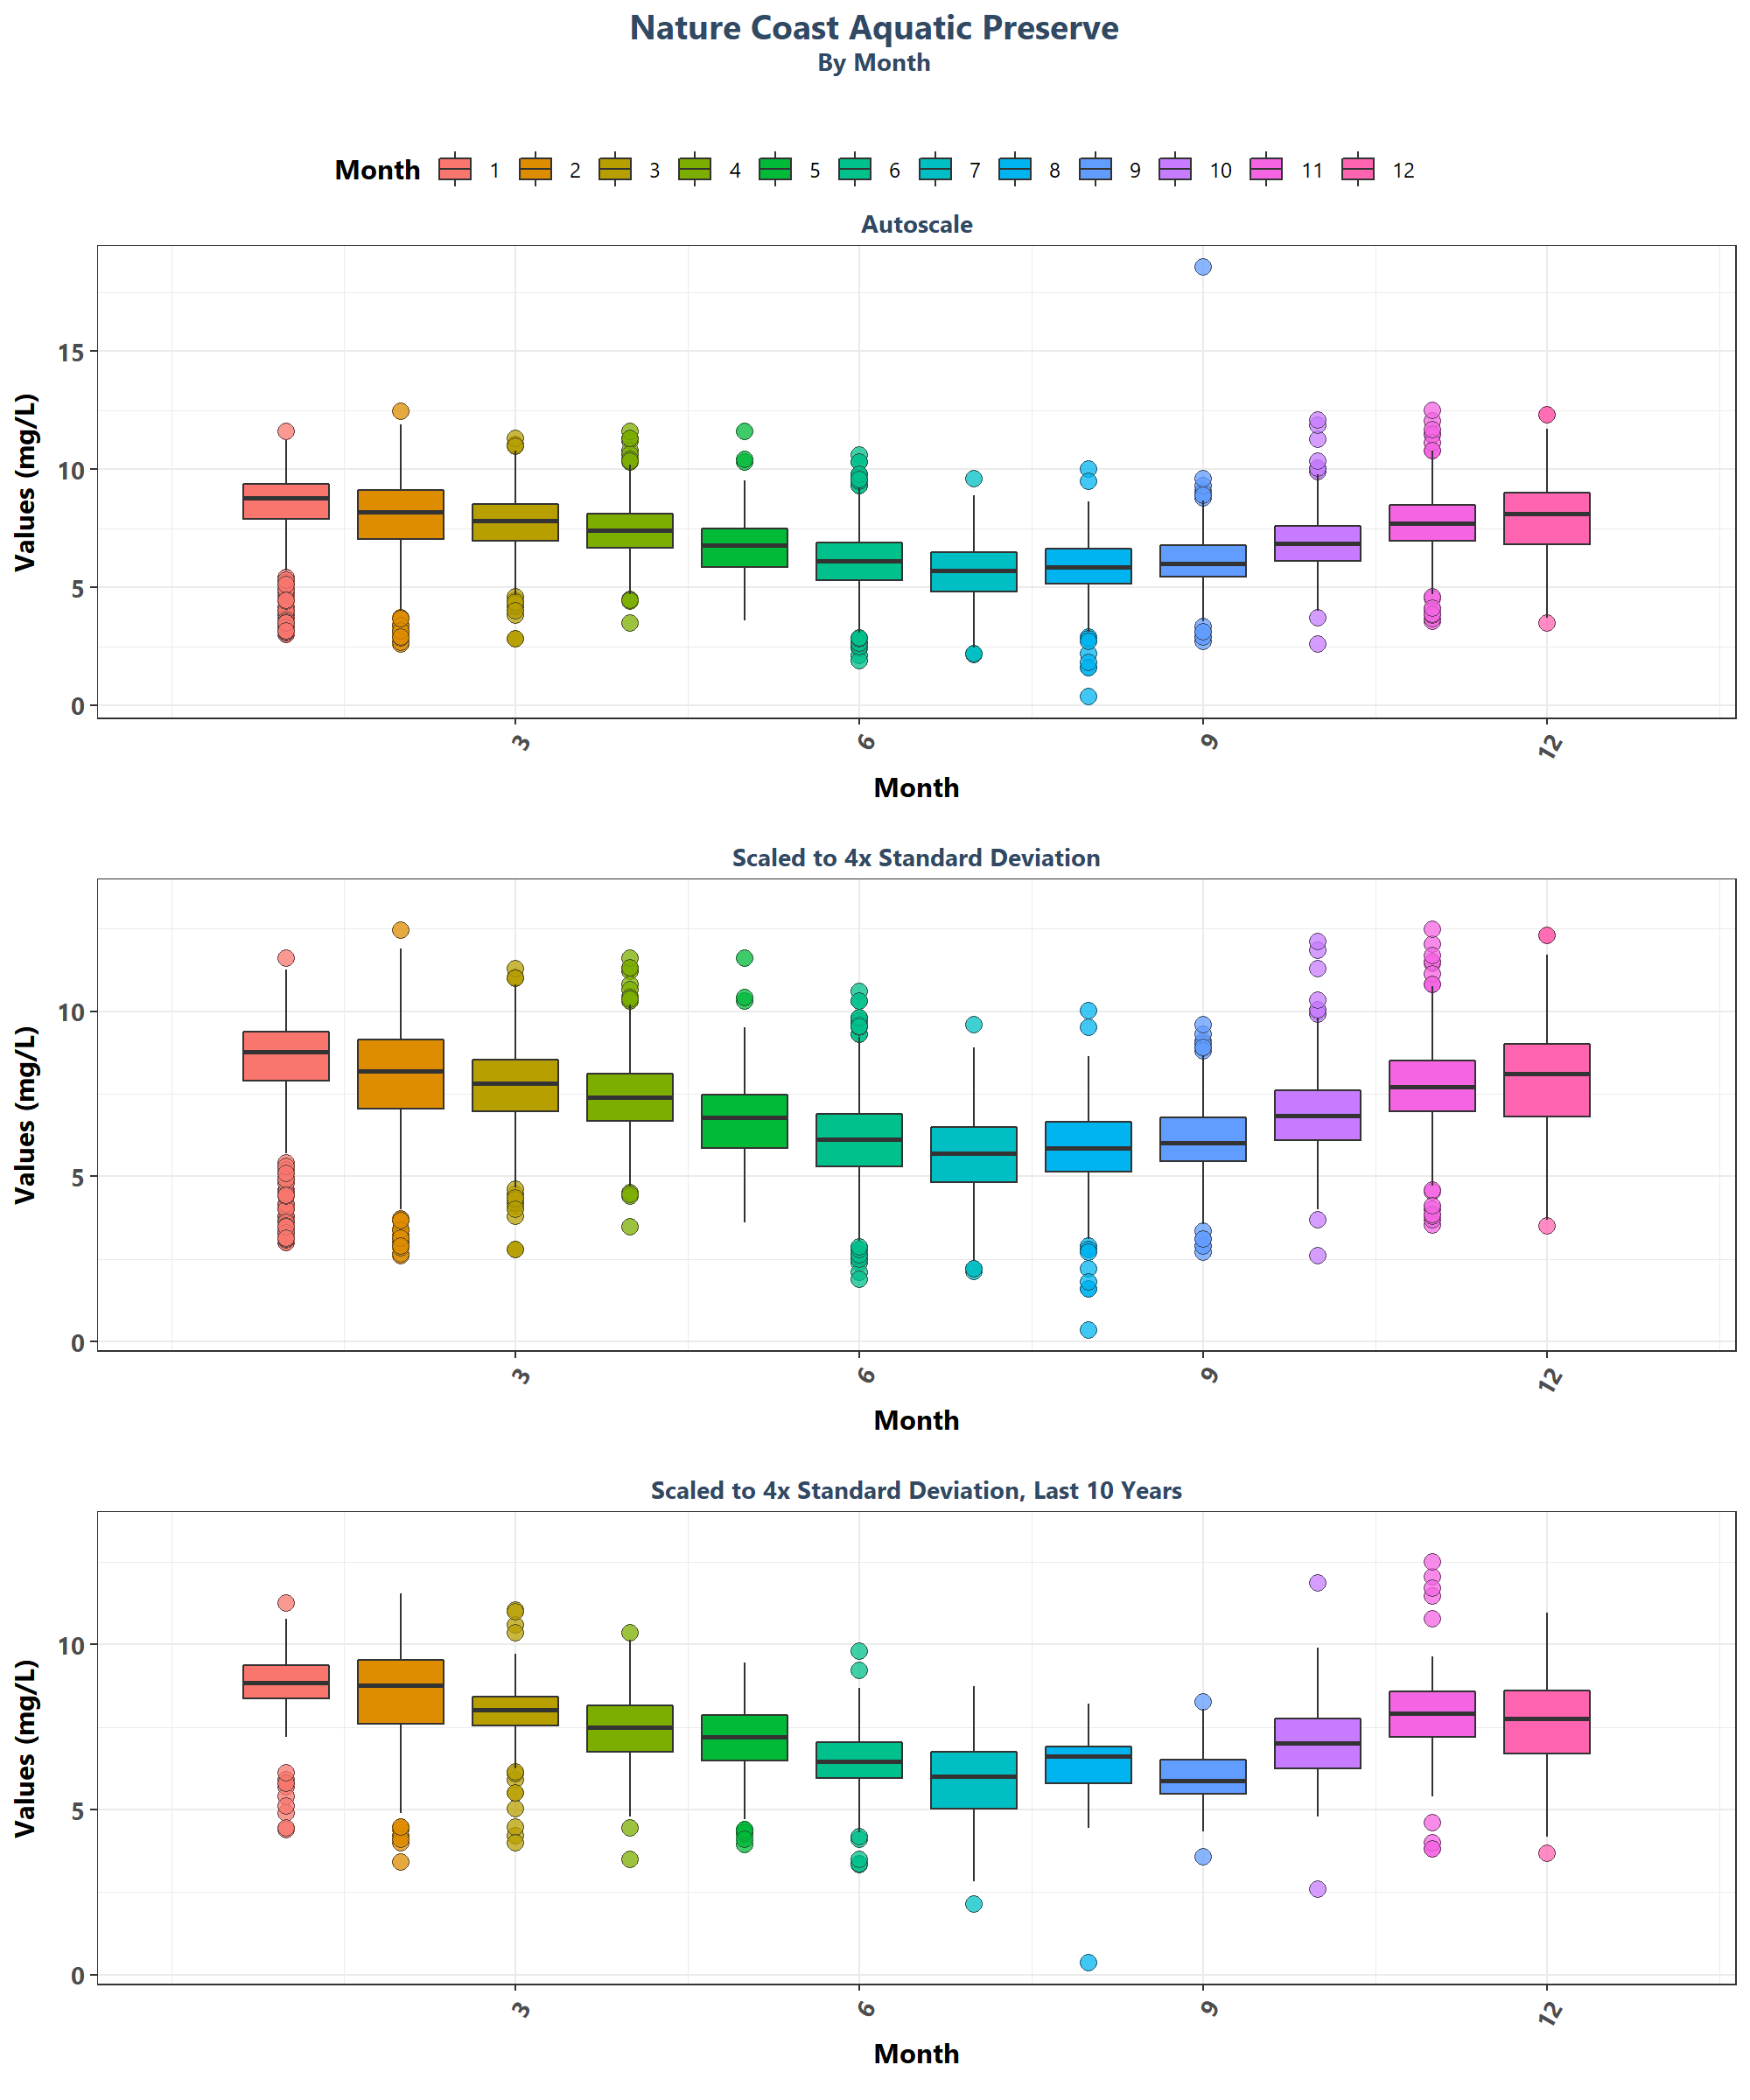 Nature Coast Aquatic Preserve
By Month
Month 1 2 3 4 5 6 7 8 9 10 11 12
Autoscale
Values (mg/L)
15
10
5
0
3 6 9 12
Month
Scaled to 4x Standard Deviation
Values (mg/L)
10
5
0
3 6 9 12
Month
Scaled to 4x Standard Deviation, Last 10 Years
Values (mg/L)
10
5
0
3 6 9 12
Month